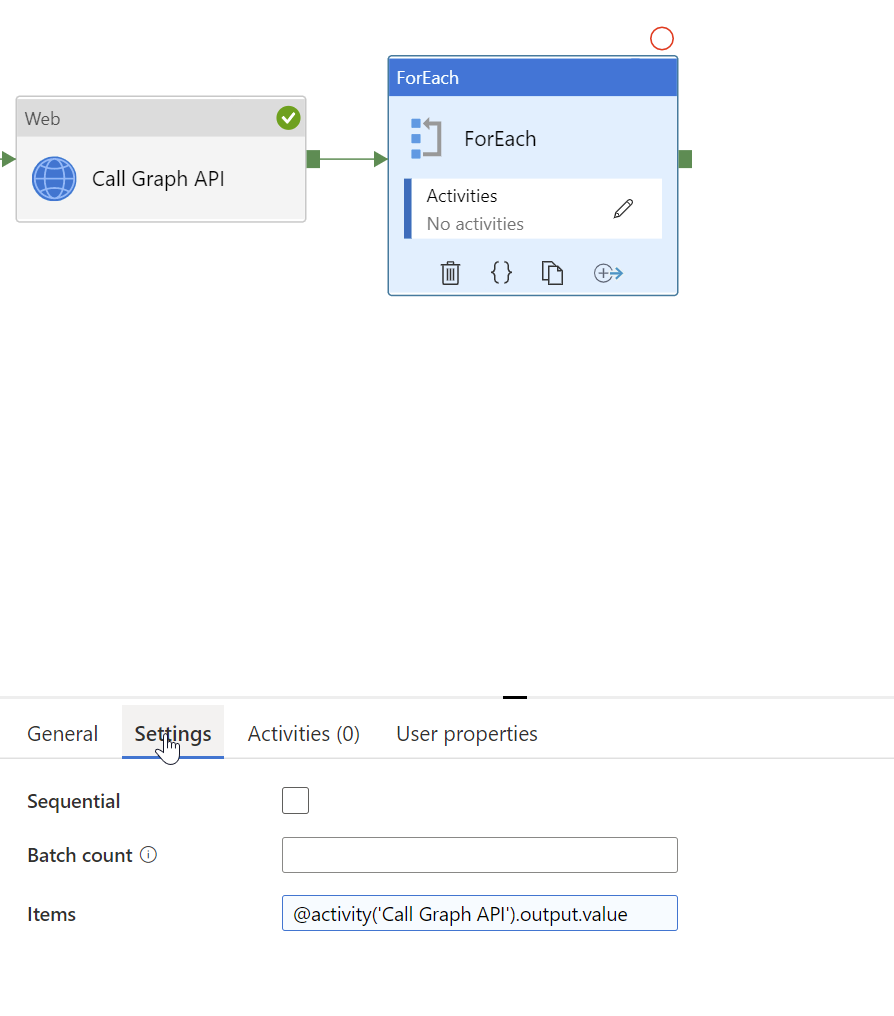 ForEach
Web
ForEach
Call Graph API
Activities
No activities
{}
General Settings Activities (0) User properties
Sequential
Batch count
Items @activity('Call Graph API').output.value